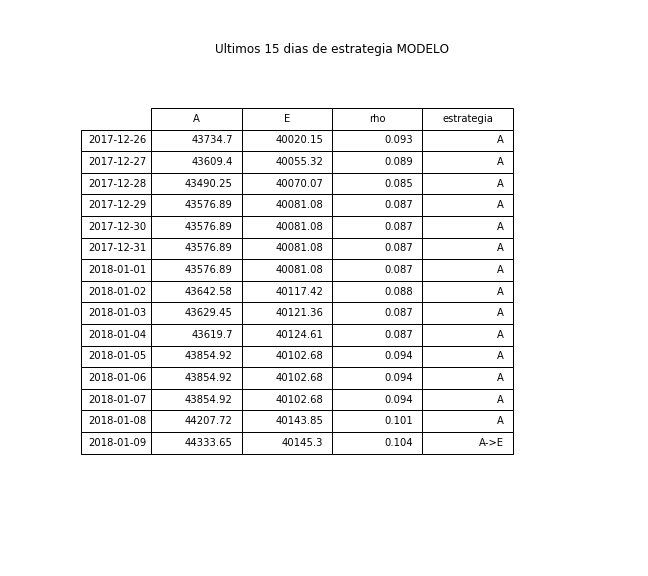 Ultimos 15 dias de estrategia MODELO
A E rho estrategia
2017-12-26 43734.7 40020.15 0.093 A
2017-12-27 43609.4 40055.32 0.089 A
2017-12-28 43490.25 40070.07 0.085 A
2017-12-29 43576.89 40081.08 0.087 A
2017-12-30 43576.89 40081.08 0.087 A
2017-12-31 43576.89 40081.08 0.087 A
2018-01-01 43576.89 40081.08 0.087 A
2018-01-02 43642.58 40117.42 0.088 A
2018-01-03 43629.45 40121.36 0.087 A
2018-01-04 43619.7 40124.61 0.087 A
2018-01-05 43854.92 40102.68 0.094 A
2018-01-06 43854.92 40102.68 0.094 A
2018-01-07 43854.92 40102.68 0.094 A
2018-01-08 44207.72 40143.85 0.101 A
2018-01-09 44333.65 40145.3 0.104 A->E